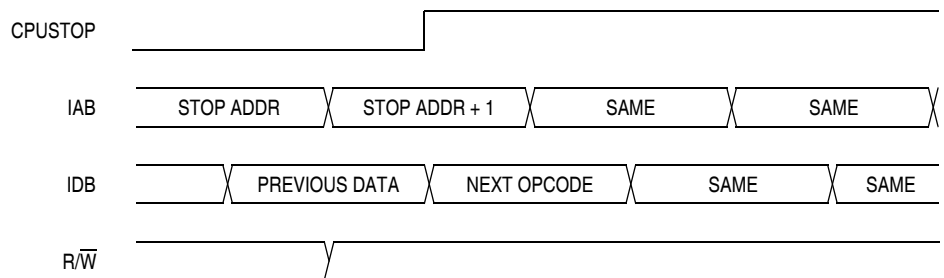 CPUSTOP
IAB STOP ADDR STOP ADDR + 1 SAME SAME
IDB PREVIOUS DATA NEXT OPCODE SAME SAME
R/W̅